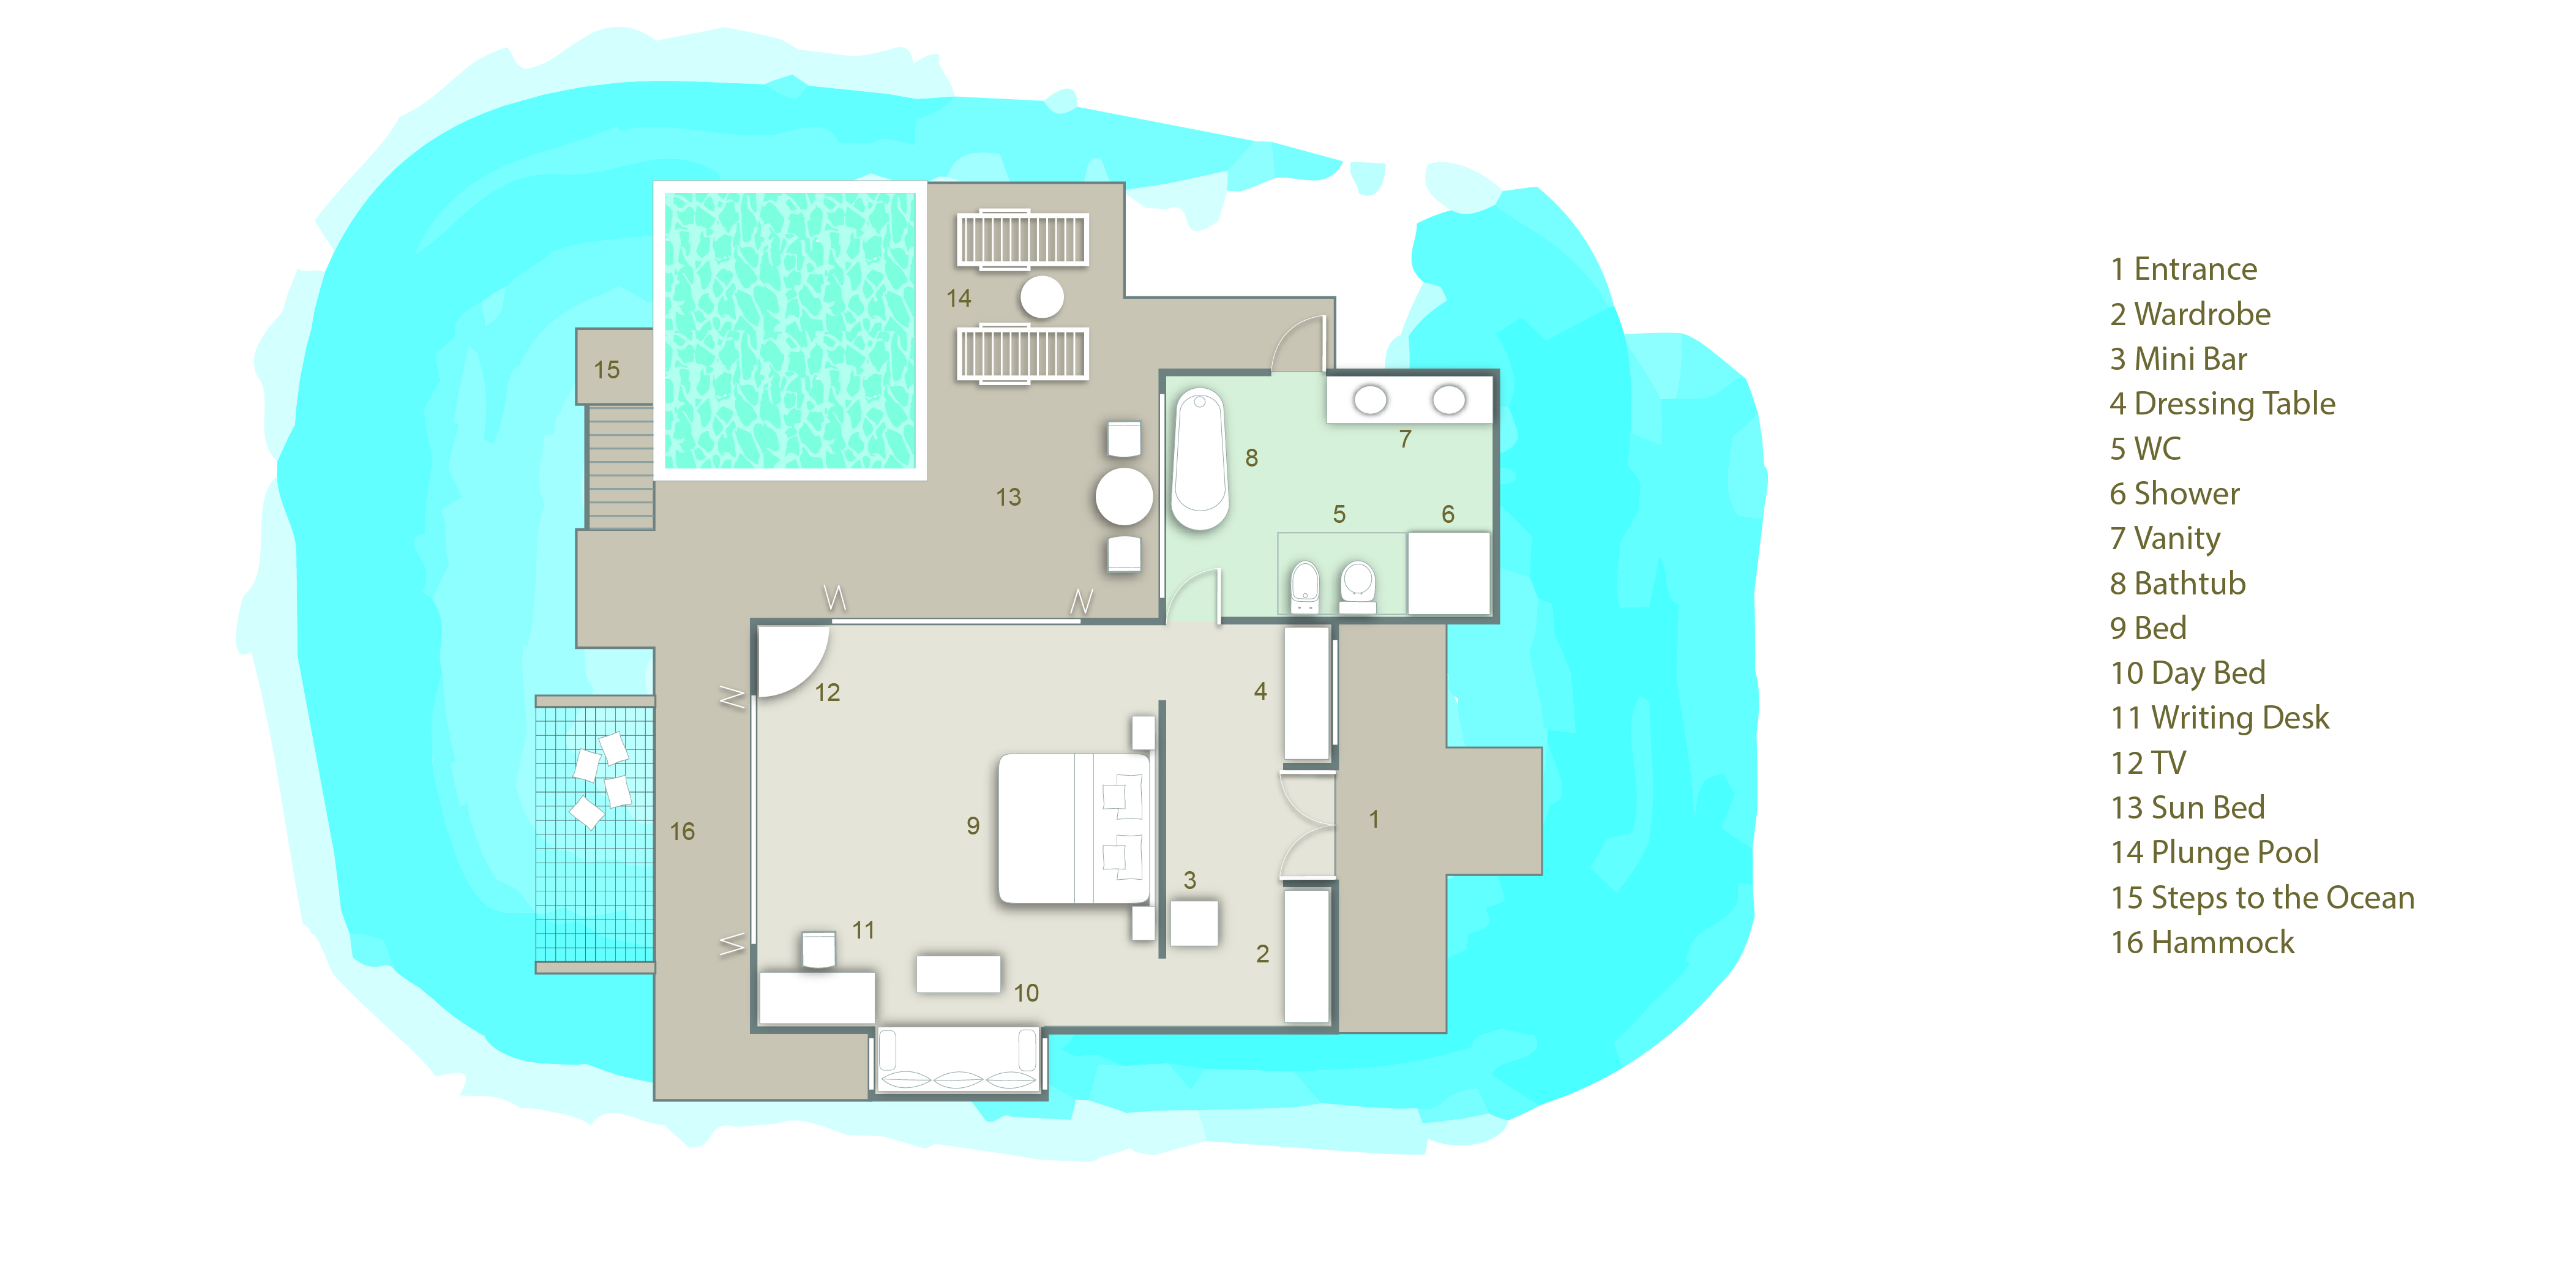 14
15
7
8
13
5
6
12
4
16
9
1
3
11
2
10
1 Entrance
2 Wardrobe
3 Mini Bar
4 Dressing Table
5 WC
6 Shower
7 Vanity
8 Bathtub
9 Bed
10 Day Bed
11 Writing Desk
12 TV
13 Sun Bed
14 Plunge Pool
15 Steps to the Ocean
16 Hammock